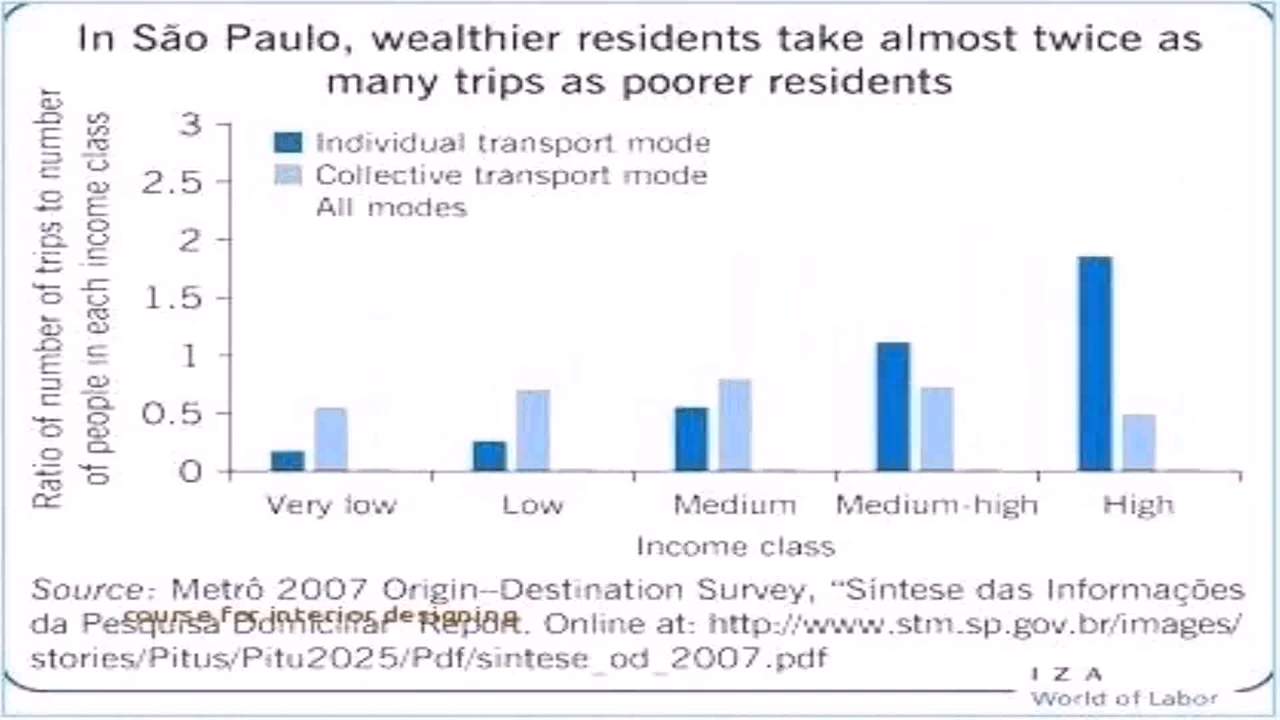 In São Paulo, wealthier residents take almost twice as
many trips as poorer residents
Ratio of number of trips to number
of people in each income class
3
2.5
2
1.5
1
0.5
0
Individual transport mode
Collective transport mode
All modes
Very low
Low
Medium
Medium-high
High
Income class
Source: Metrô 2007 Origin–Destination Survey, “Síntese das Informações
da Pesquisa Domiciliar” Report. Online at: http://www.stm.sp.gov.br/images/
course for interior designing
stories/Pitus/Pitu2025/Pdf/sintese_od_2007.pdf
I Z A
World of Labor